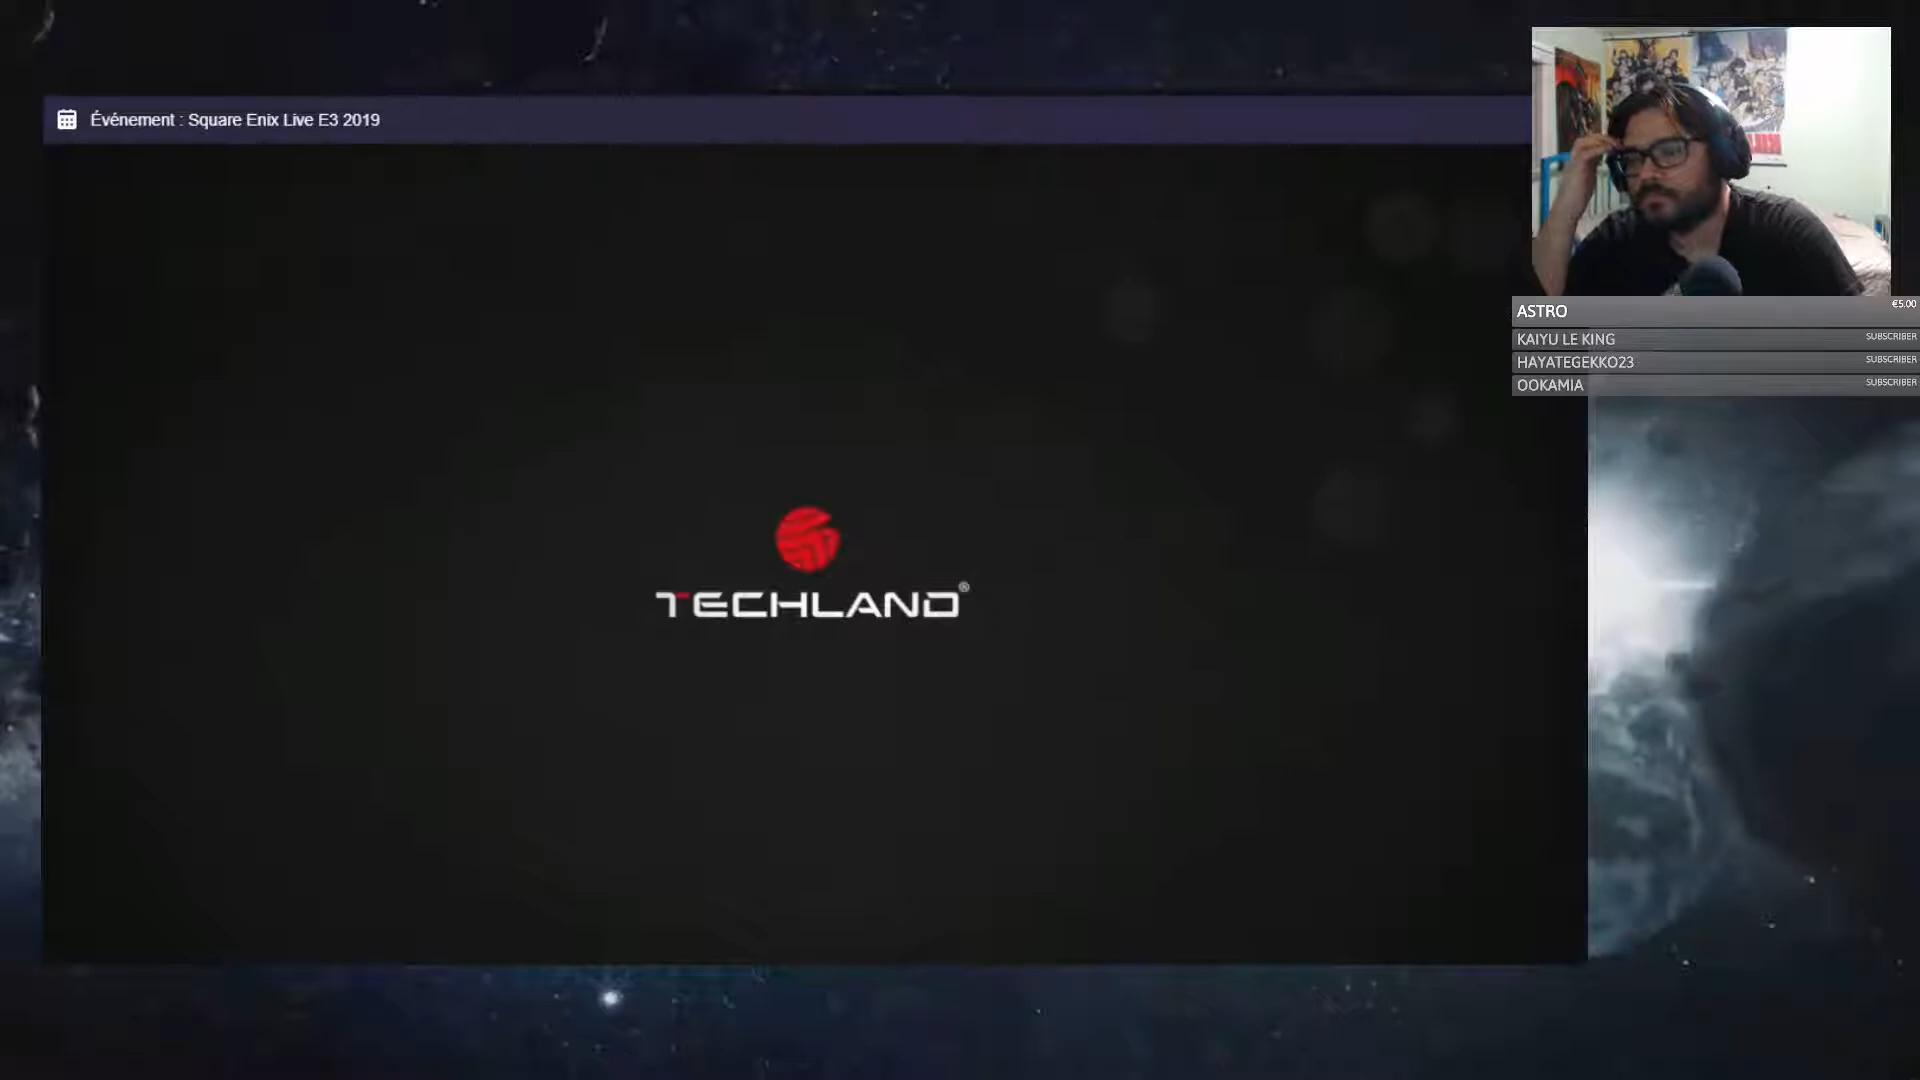 Événement : Square Enix Live E3 2019
TECHLAND®
ASTRO €5.00
KAIYU LE KING SUBSCRIBER
HAYATEGEKKO23 SUBSCRIBER
OOKAMIA SUBSCRIBER